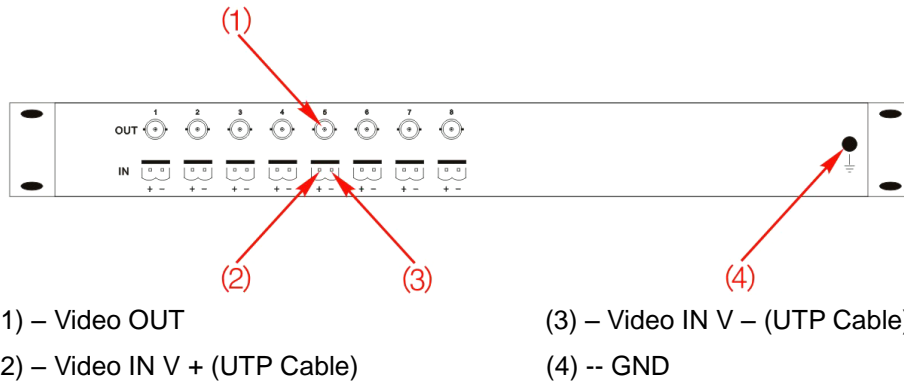 (1)
1 2 3 4 5 6 7 8
OUT
IN
+ − + − + − + − + − + − + − + −
(2) (3) (4)
1) – Video OUT
(3) – Video IN V – (UTP Cable)
2) – Video IN V + (UTP Cable)
(4) -- GND